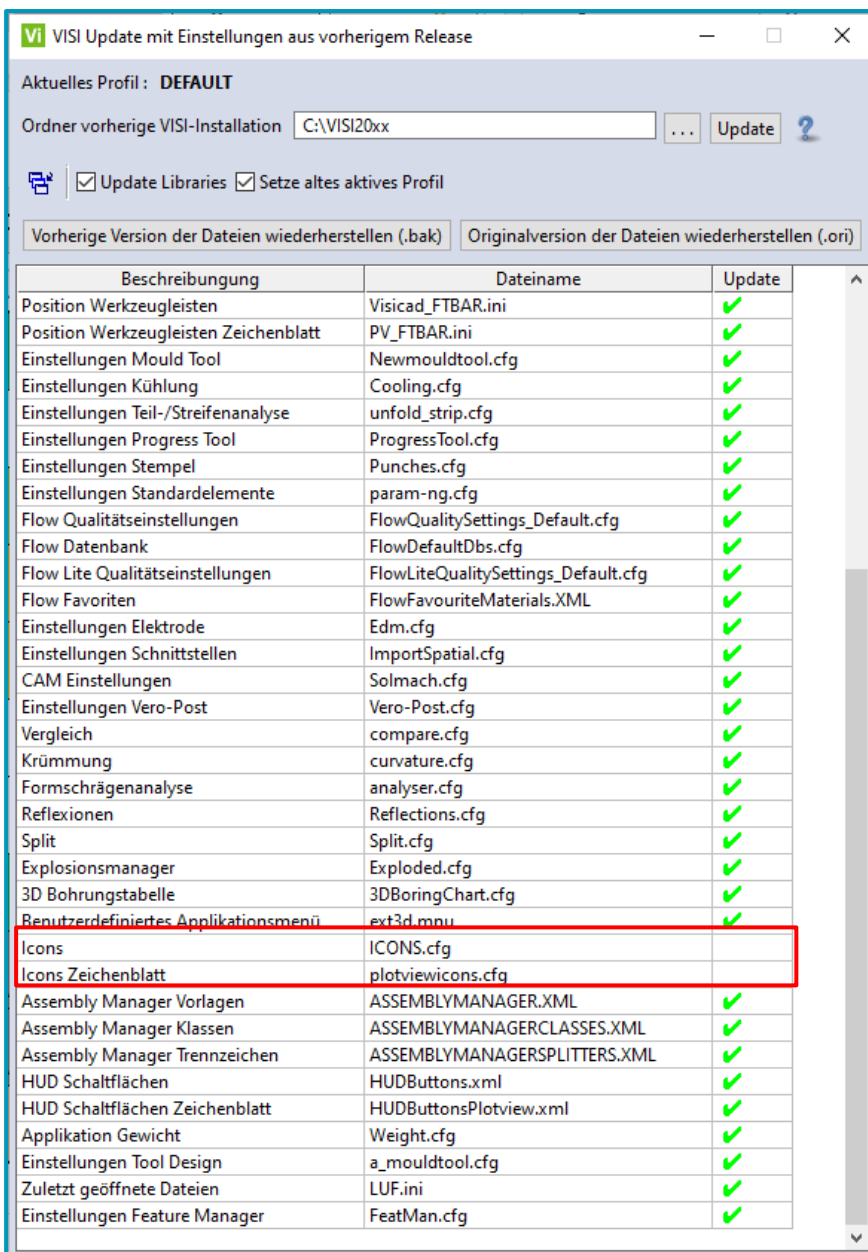 Vi VISI Update mit Einstellungen aus vorherigem Release
Aktuelles Profil : DEFAULT
Ordner vorherige VISI-Installation C:\VISI20xx ... Update ?
Update Libraries Setze altes aktives Profil
Vorherige Version der Dateien wiederherstellen (.bak) Originalversion der Dateien wiederherstellen (.ori)
Beschreibungung Dateiname Update
Position Werkzeugleisten Visicad_FTBAR.ini
Position Werkzeugleisten Zeichenblatt PV_FTBAR.ini
Einstellungen Mould Tool Newmouldtool.cfg
Einstellungen Kühlung Cooling.cfg
Einstellungen Teil-/Streifenanalyse unfold_strip.cfg
Einstellungen Progress Tool ProgressTool.cfg
Einstellungen Stempel Punches.cfg
Einstellungen Standardelemente param-ng.cfg
Flow Qualitätseinstellungen FlowQualitySettings_Default.cfg
Flow Datenbank FlowDefaultDbs.cfg
Flow Lite Qualitätseinstellungen FlowLiteQualitySettings_Default.cfg
Flow Favoriten FlowFavouriteMaterials.XML
Einstellungen Elektrode Edm.cfg
Einstellungen Schnittstellen ImportSpatial.cfg
CAM Einstellungen Solmach.cfg
Einstellungen Vero-Post Vero-Post.cfg
Vergleich compare.cfg
Krümmung curvature.cfg
Formschrägenanalyse analyser.cfg
Reflexionen Reflections.cfg
Split Split.cfg
Explosionsmanager Exploded.cfg
3D Bohrungstabelle 3DBoringChart.cfg
Benutzerdefiniertes Applikationsmenü ext3d.mnu
Icons ICONS.cfg
Icons Zeichenblatt plotviewicons.cfg
Assembly Manager Vorlagen ASSEMBLYMANAGER.XML
Assembly Manager Klassen ASSEMBLYMANAGERCLASSES.XML
Assembly Manager Trennzeichen ASSEMBLYMANAGERSPLITTERS.XML
HUD Schaltflächen HUDButtons.xml
HUD Schaltflächen Zeichenblatt HUDButtonsPlotview.xml
Applikation Gewicht Weight.cfg
Einstellungen Tool Design a_mouldtool.cfg
Zuletzt geöffnete Dateien LUF.ini
Einstellungen Feature Manager FeatMan.cfg